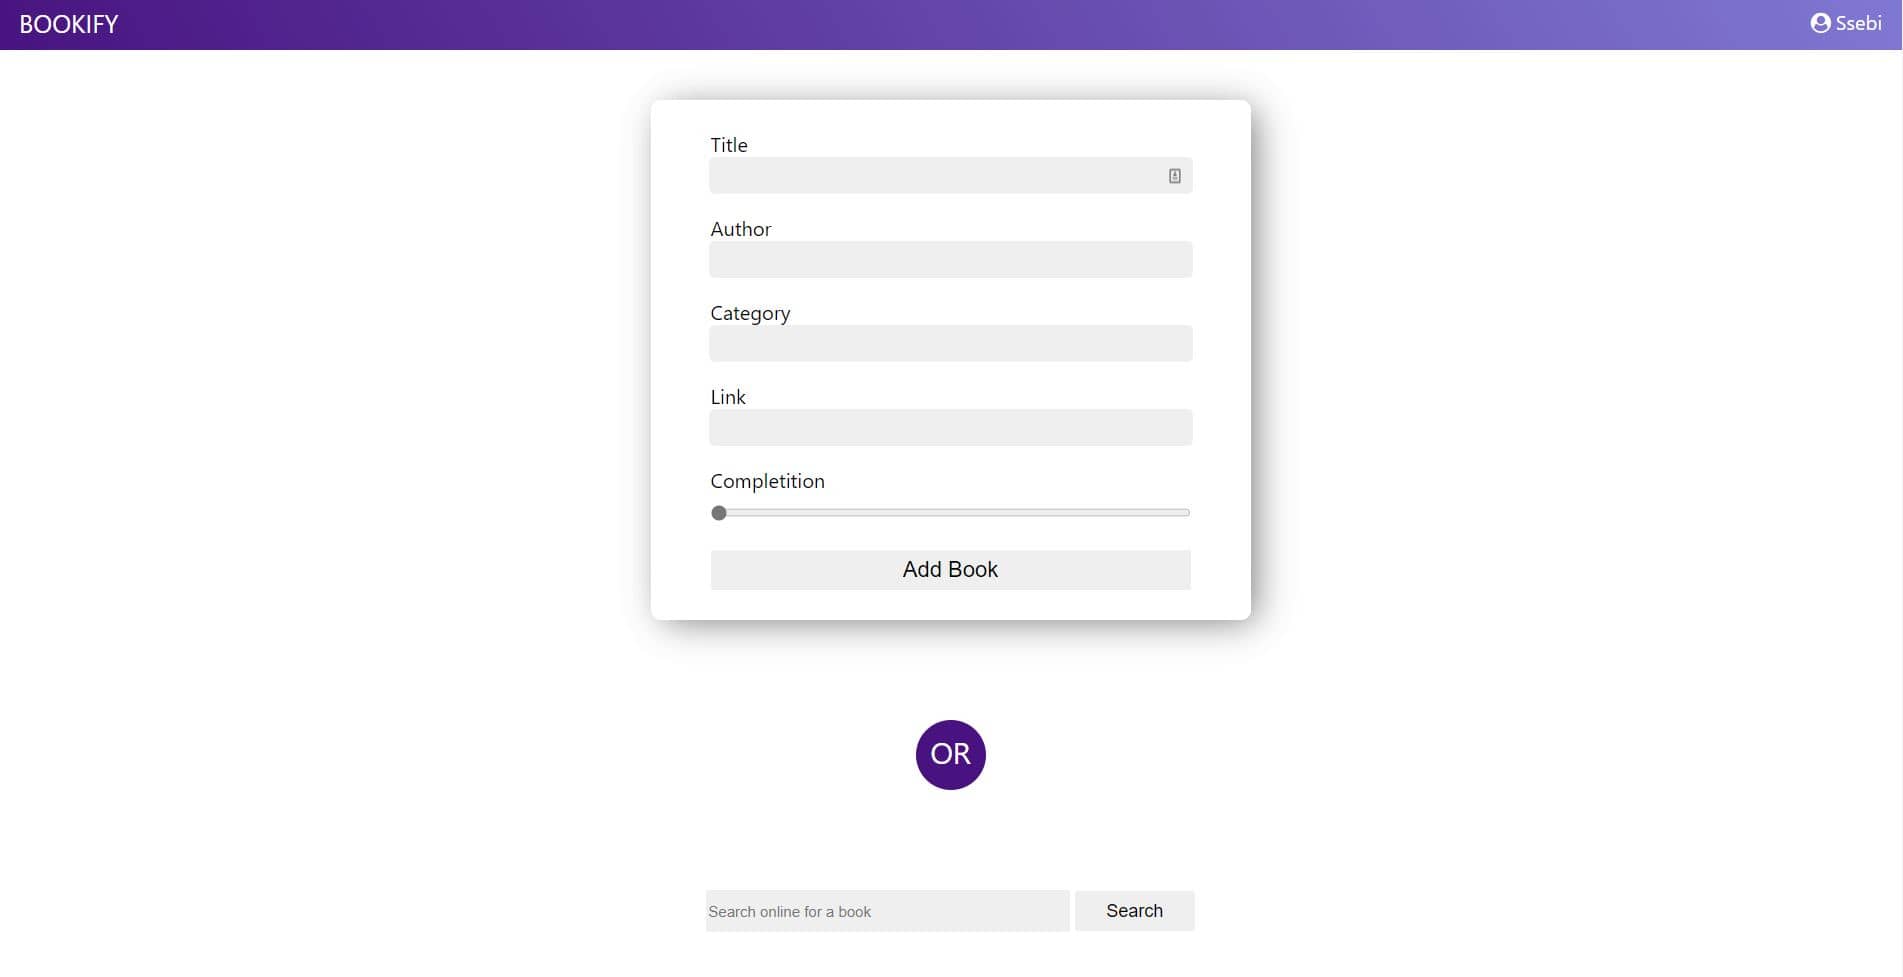 BOOKIFY
Ssebi
Title
Author
Category
Link
Completition
Add Book
OR
Search online for a book
Search